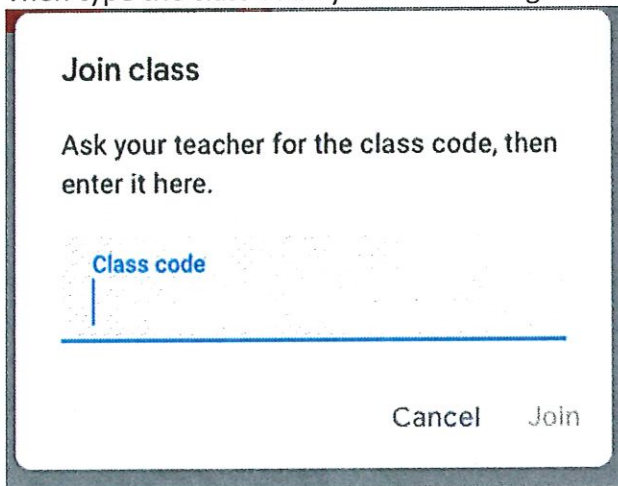 Join class
Ask your teacher for the class code, then
enter it here.
Class code
Cancel Join